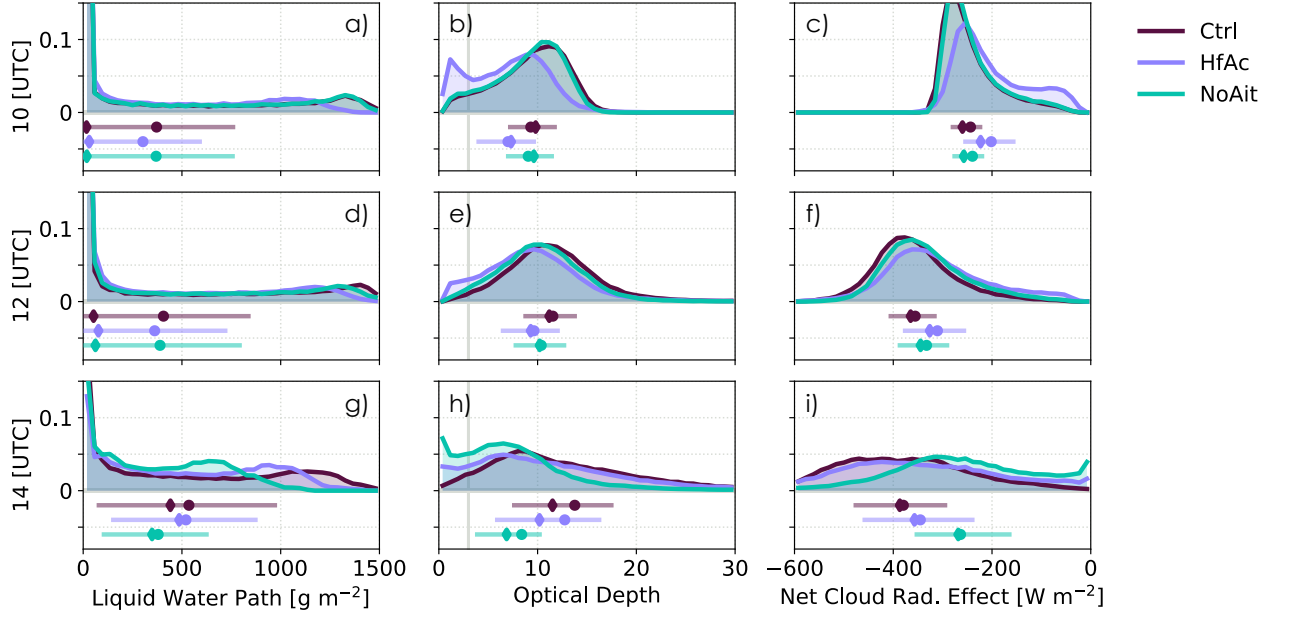 a)
b)
c)
Ctrl
HfAc
NoAit
10 [UTC]
0.1
0
d)
e)
f)
12 [UTC]
0.1
0
g)
h)
i)
14 [UTC]
0.1
0
0 500 1000 1500
0 10 20 30
−600 −400 −200 0
Liquid Water Path [g m⁻²]
Optical Depth
Net Cloud Rad. Effect [W m⁻²]